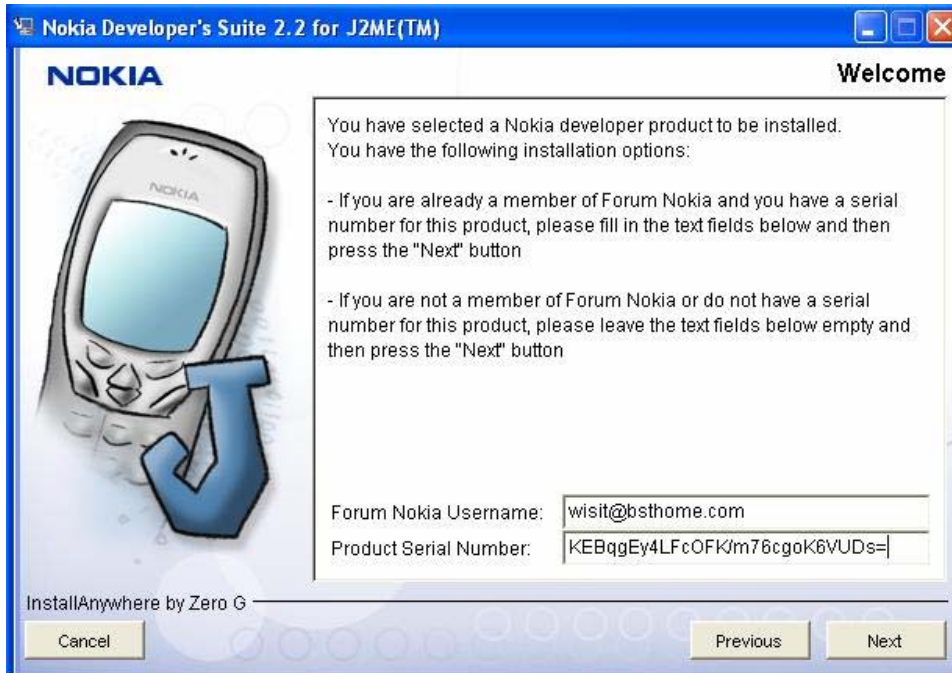 Nokia Developer's Suite 2.2 for J2ME(TM)
NOKIA
Welcome
NOKIA
You have selected a Nokia developer product to be installed.
You have the following installation options:
- If you are already a member of Forum Nokia and you have a serial
number for this product, please fill in the text fields below and then
press the "Next" button
- If you are not a member of Forum Nokia or do not have a serial
number for this product, please leave the text fields below empty and
then press the "Next" button
Forum Nokia Username: wisit@bsthome.com
Product Serial Number: KEBqgEy4LFcOFK/m76cgoK6VUDs=
InstallAnywhere by Zero G
Cancel Previous Next